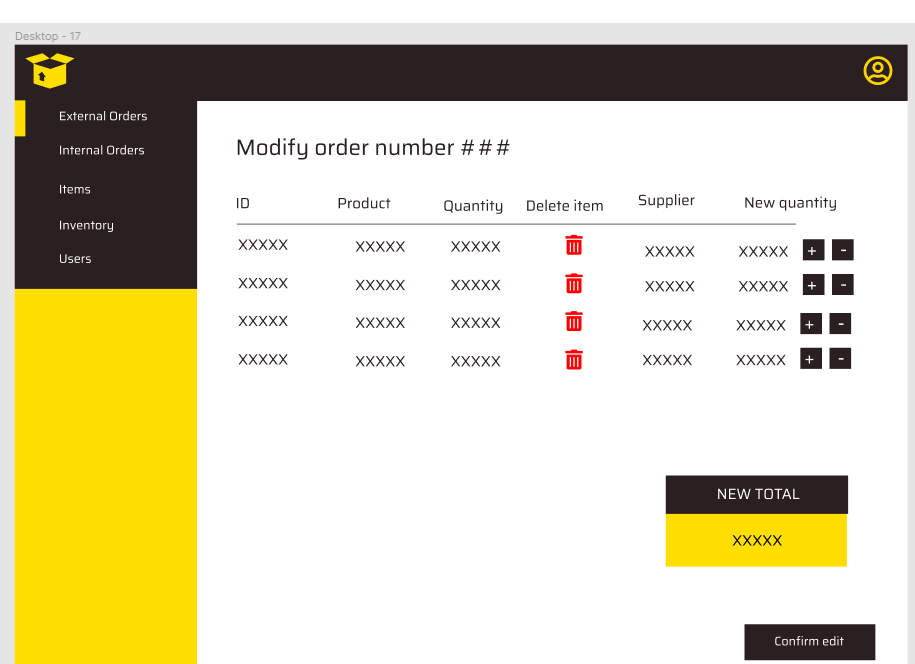 Desktop - 17
External Orders
Internal Orders
Items
Inventory
Users
Modify order number ###
ID Product Quantity Delete item Supplier New quantity
XXXXX XXXXX XXXXX XXXXX XXXXX + -
XXXXX XXXXX XXXXX XXXXX XXXXX + -
XXXXX XXXXX XXXXX XXXXX XXXXX + -
XXXXX XXXXX XXXXX XXXXX XXXXX + -
NEW TOTAL
XXXXX
Confirm edit